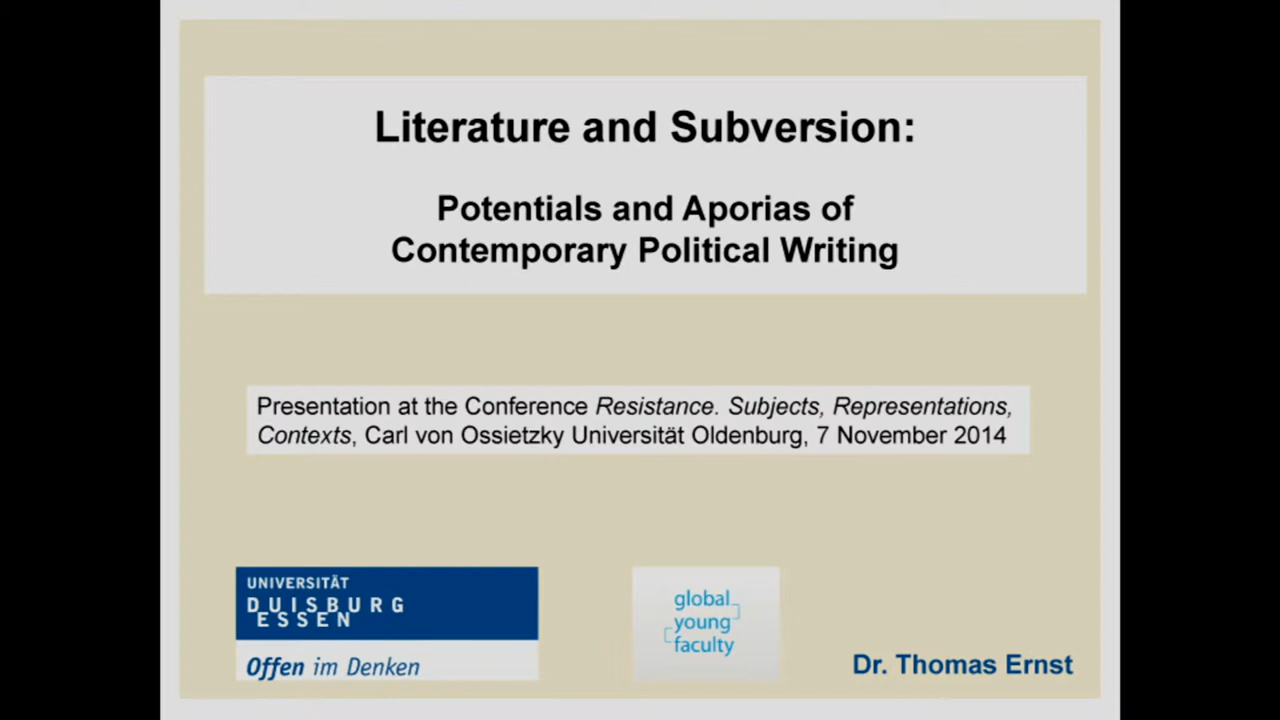 Literature and Subversion:
Potentials and Aporias of
Contemporary Political Writing
Presentation at the Conference Resistance. Subjects, Representations,
Contexts, Carl von Ossietzky Universität Oldenburg, 7 November 2014
UNIVERSITÄT
DUISBURG
ESSEN
Offen im Denken
global
young
faculty
Dr. Thomas Ernst